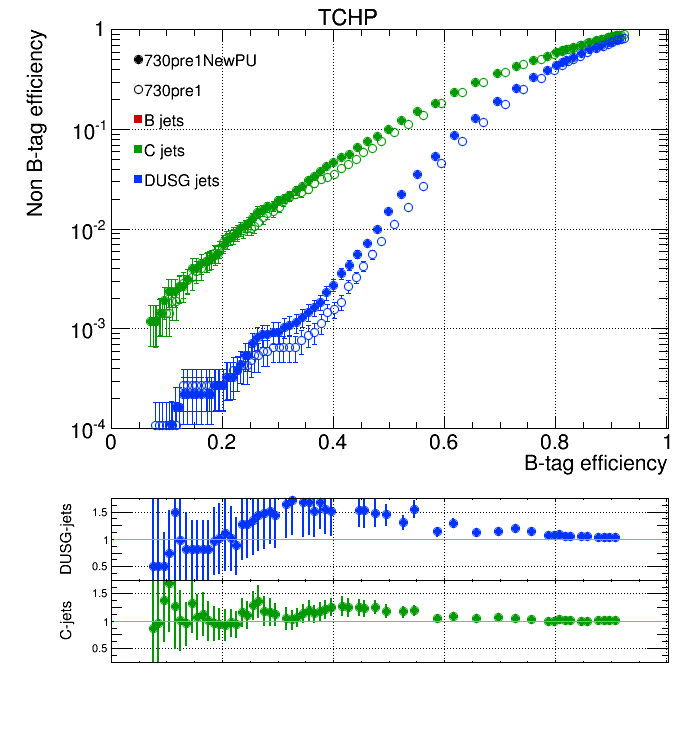 TCHP
Non B-tag efficiency
1
10-1
10-2
10-3
10-4
730pre1NewPU
730pre1
B jets
C jets
DUSG jets
0 0.2 0.4 0.6 0.8 1
B-tag efficiency
DUSG-jets
1.5
1
0.5
C-jets
1.5
1
0.5